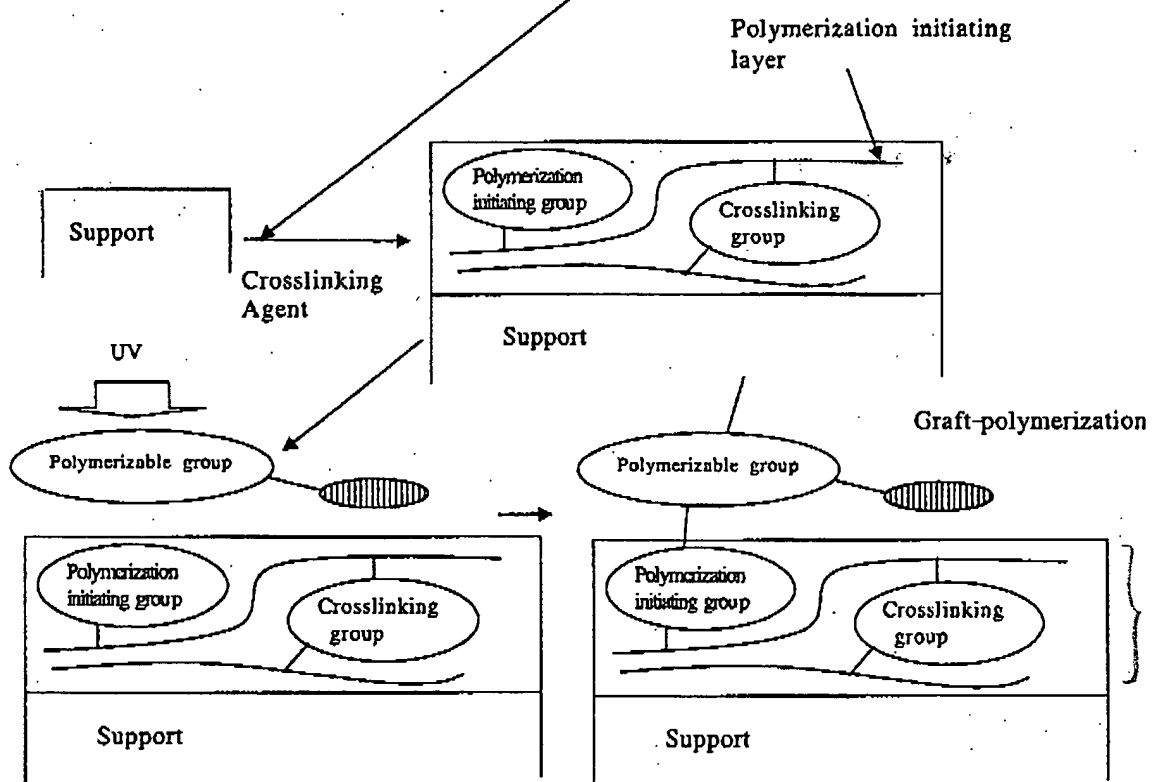 Polymerization initiating
layer
Polymerization
initiating group
Crosslinking
group
Support
Crosslinking
Agent
Support
UV
Graft-polymerization
Polymerizable group
Polymerizable group
Polymerization
initiating group
Crosslinking
group
Support
Polymerization
initiating group
Crosslinking
group
Support